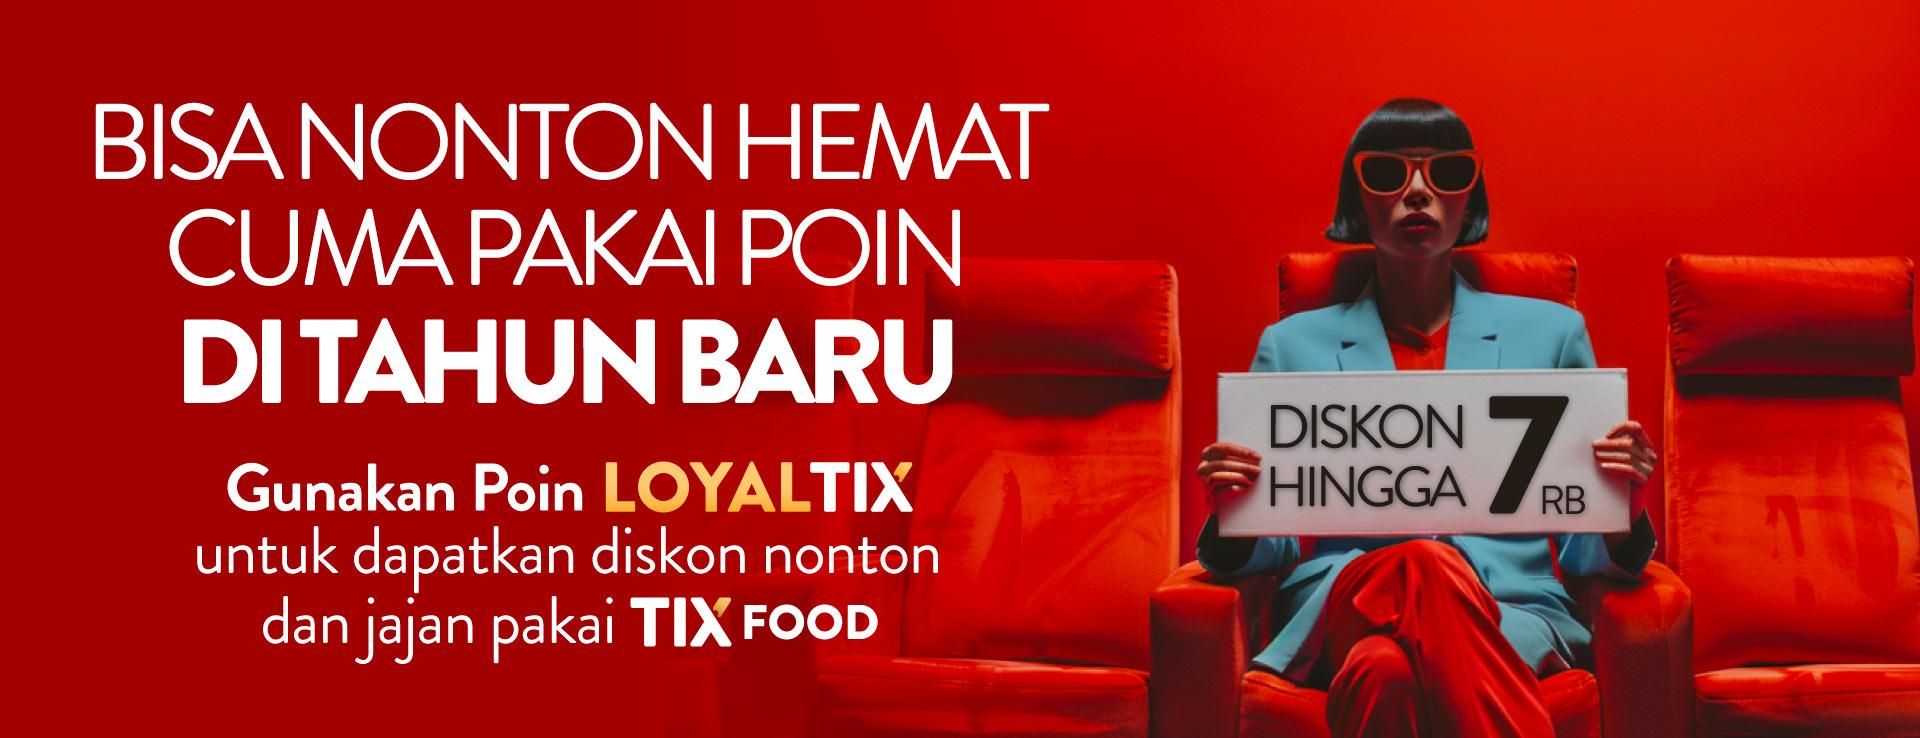 BISA NONTON HEMAT
CUMA PAKAI POIN
DI TAHUN BARU
Gunakan Poin LOYALTIX
untuk dapatkan diskon nonton
dan jajan pakai TIX FOOD
DISKON
HINGGA 7 RB